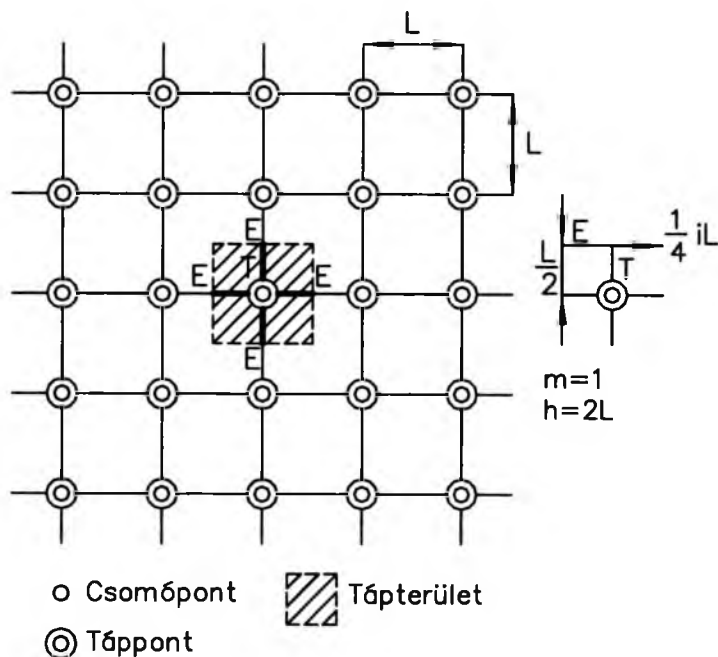 L
L
E
T
E
E
E
E
L/2
T
1/4 iL
m=1
h=2L
Csomópont
Tápterület
Táppont